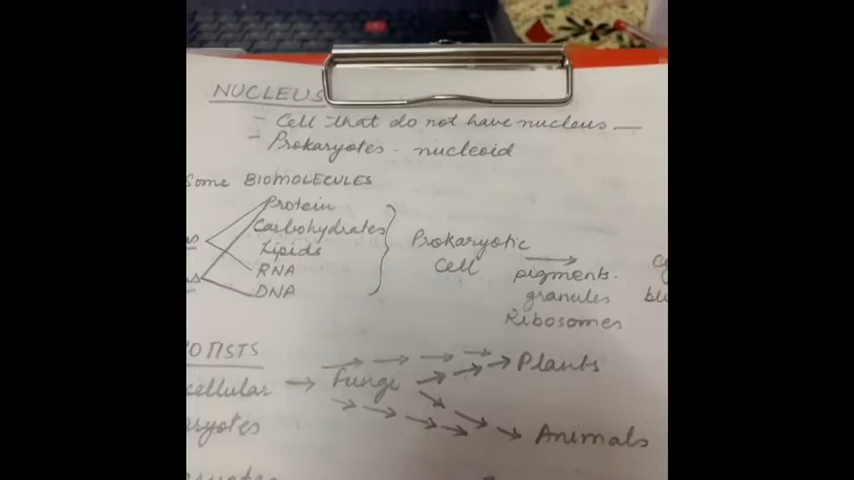 NUCLEUS
- Cell that do not have nucleus —
- Prokaryotes - nucleoid
Some BIOMOLECULES
Protein
Carbohydrates
Lipids
RNA
DNA
Prokaryotic
Cell
→
pigments.
granules
Ribosomes
OTISTS
cellular → Fungi → Plants
aryotes
Animals